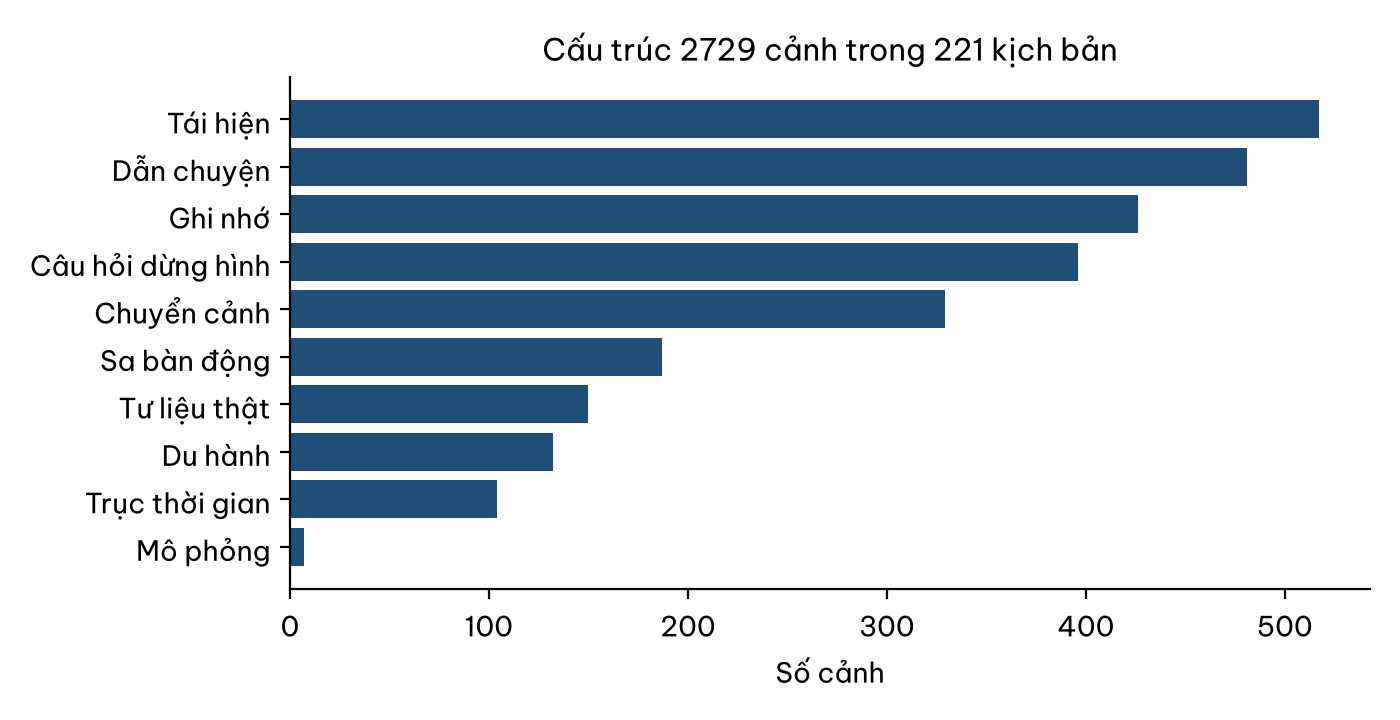 Cấu trúc 2729 cảnh trong 221 kịch bản
Tái hiện
Dẫn chuyện
Ghi nhớ
Câu hỏi dừng hình
Chuyển cảnh
Sa bàn động
Tư liệu thật
Du hành
Trục thời gian
Mô phỏng
0 100 200 300 400 500
Số cảnh